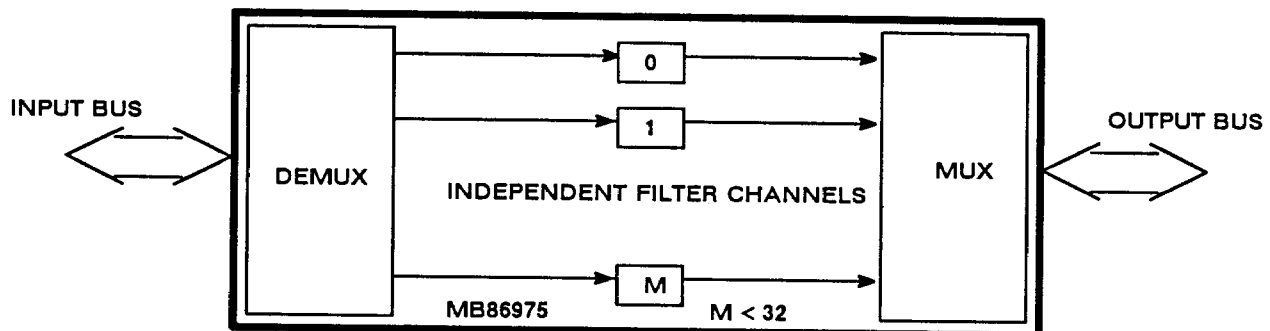 INPUT BUS
DEMUX
0
1
INDEPENDENT FILTER CHANNELS
M
MB86975
M < 32
MUX
OUTPUT BUS